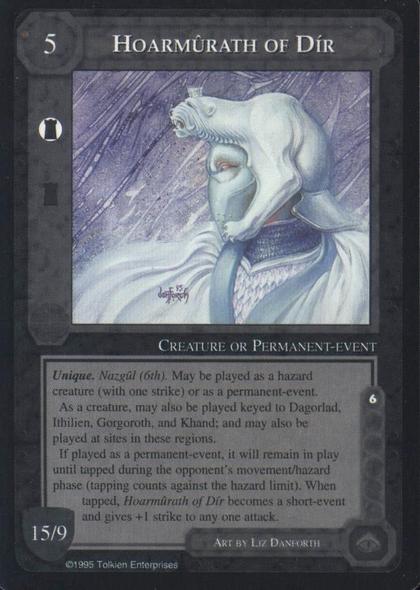 5
HOARMÛRATH OF DÍR
danforth 95
CREATURE OR PERMANENT-EVENT
Unique. Nazgûl (6th). May be played as a hazard
creature (with one strike) or as a permanent-event.
As a creature, may also be played keyed to Dagorlad,
Ithilien, Gorgoroth, and Khand; and may also be
played at sites in these regions.
If played as a permanent-event, it will remain in play
until tapped during the opponent's movement/hazard
phase (tapping counts against the hazard limit). When
tapped, Hoarmûrath of Dír becomes a short-event
and gives +1 strike to any one attack.
6
15/9
ART BY LIZ DANFORTH
©1995 Tolkien Enterprises